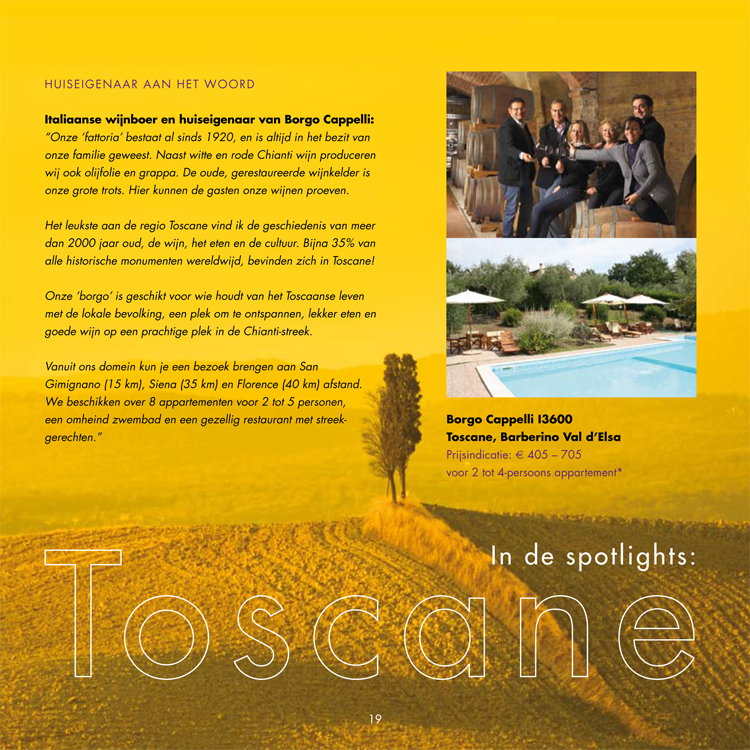 HUISEIGENAAR AAN HET WOORD
Italiaanse wijnboer en huiseigenaar van Borgo Cappelli:
“Onze ‘fattoria’ bestaat al sinds 1920, en is altijd in het bezit van
onze familie geweest. Naast witte en rode Chianti wijn produceren
wij ook olijfolie en grappa. De oude, gerestaureerde wijnkelder is
onze grote trots. Hier kunnen de gasten onze wijnen proeven.
Het leukste aan de regio Toscane vind ik de geschiedenis van meer
dan 2000 jaar oud, de wijn, het eten en de cultuur. Bijna 35% van
alle historische monumenten wereldwijd, bevinden zich in Toscane!
Onze ‘borgo’ is geschikt voor wie houdt van het Toscaanse leven
met de lokale bevolking, een plek om te ontspannen, lekker eten en
goede wijn op een prachtige plek in de Chianti-streek.
Vanuit ons domein kun je een bezoek brengen aan San
Gimignano (15 km), Siena (35 km) en Florence (40 km) afstand.
We beschikken over 8 appartementen voor 2 tot 5 personen,
een omheind zwembad en een gezellig restaurant met streek-
gerechten.”
Borgo Cappelli I3600
Toscane, Barberino Val d’Elsa
Prijsindicatie: € 405 – 705
voor 2 tot 4-persoons appartement*
In de spotlights:
Toscane
19